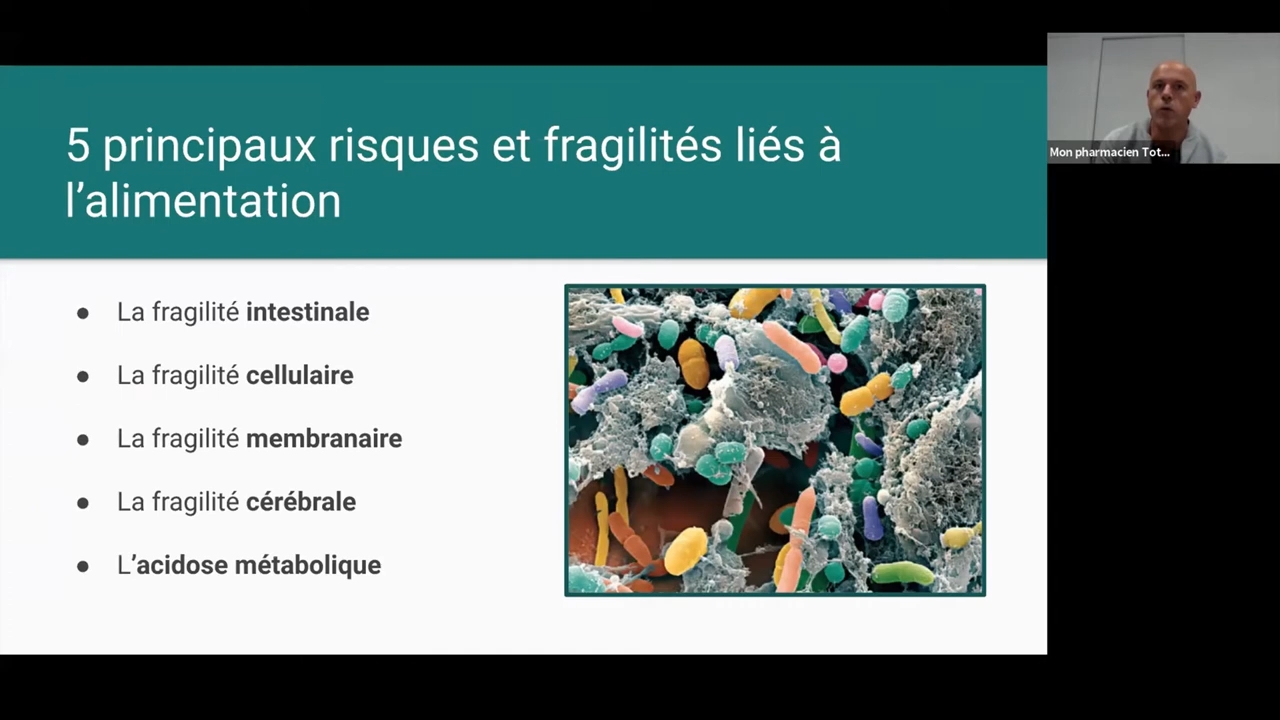 5 principaux risques et fragilités liés à
l’alimentation
● La fragilité intestinale
● La fragilité cellulaire
● La fragilité membranaire
● La fragilité cérébrale
● L’acidose métabolique
Mon pharmacien Tot...